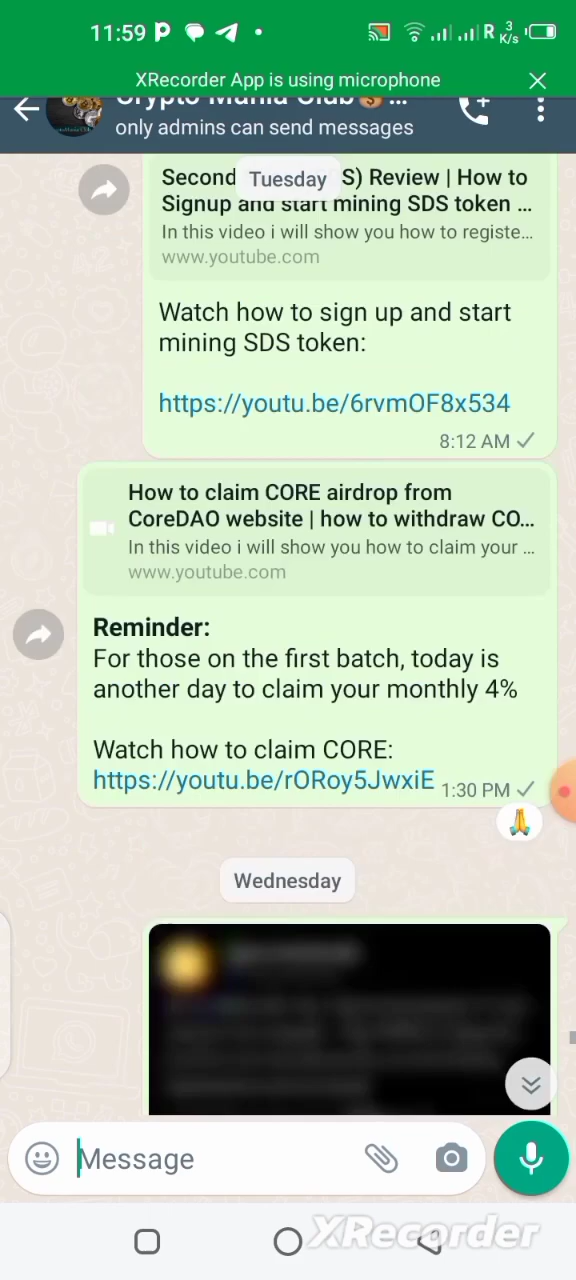 11:59
R 3 K/s
XRecorder App is using microphone
Crypto Mania Club ...
only admins can send messages
Tuesday
Second S) Review | How to
Signup and start mining SDS token ...
In this video i will show you how to registe...
www.youtube.com
Watch how to sign up and start
mining SDS token:
https://youtu.be/6rvmOF8x534
8:12 AM
How to claim CORE airdrop from
CoreDAO website | how to withdraw CO...
In this video i will show you how to claim your ...
www.youtube.com
Reminder:
For those on the first batch, today is
another day to claim your monthly 4%
Watch how to claim CORE:
https://youtu.be/rORoy5JwxiE 1:30 PM
Wednesday
Message
XRecorder